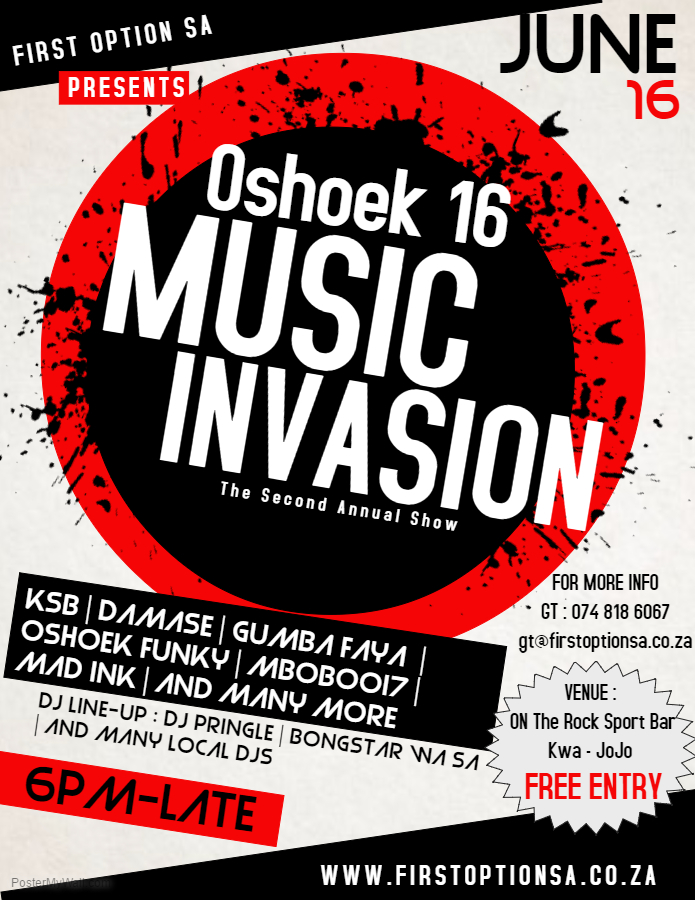 FIRST OPTION SA
PRESENTS
JUNE
16
Oshoek 16
MUSIC
INVASION
The Second Annual Show
FOR MORE INFO
GT : 074 818 6067
gt@firstoptionsa.co.za
KSB | DAMASE | GUMBA FAYA |
OSHOEK FUNKY | MBOBO017 |
MAD INK | AND MANY MORE
DJ LINE-UP : DJ PRINGLE | BONGSTAR WA SA
| AND MANY LOCAL DJS
VENUE :
ON The Rock Sport Bar
Kwa - JoJo
FREE ENTRY
6PM-LATE
WWW.FIRSTOPTIONSA.CO.ZA
PosterMyWall.com